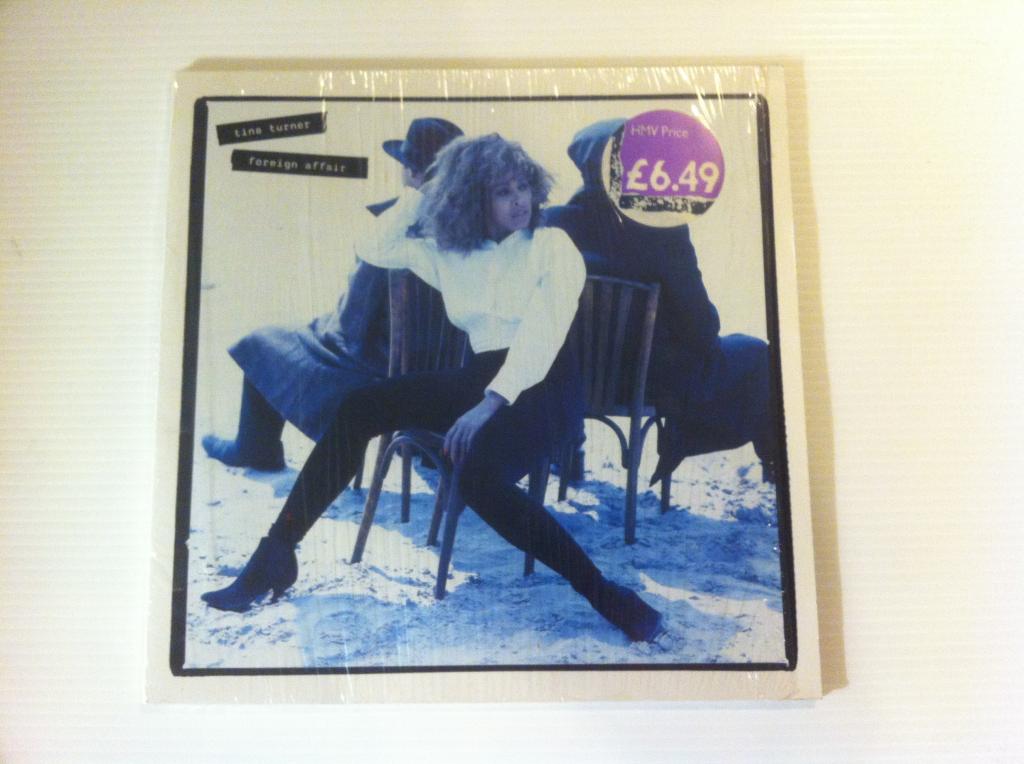 tina turner
foreign affair
HMV Price
£6.49